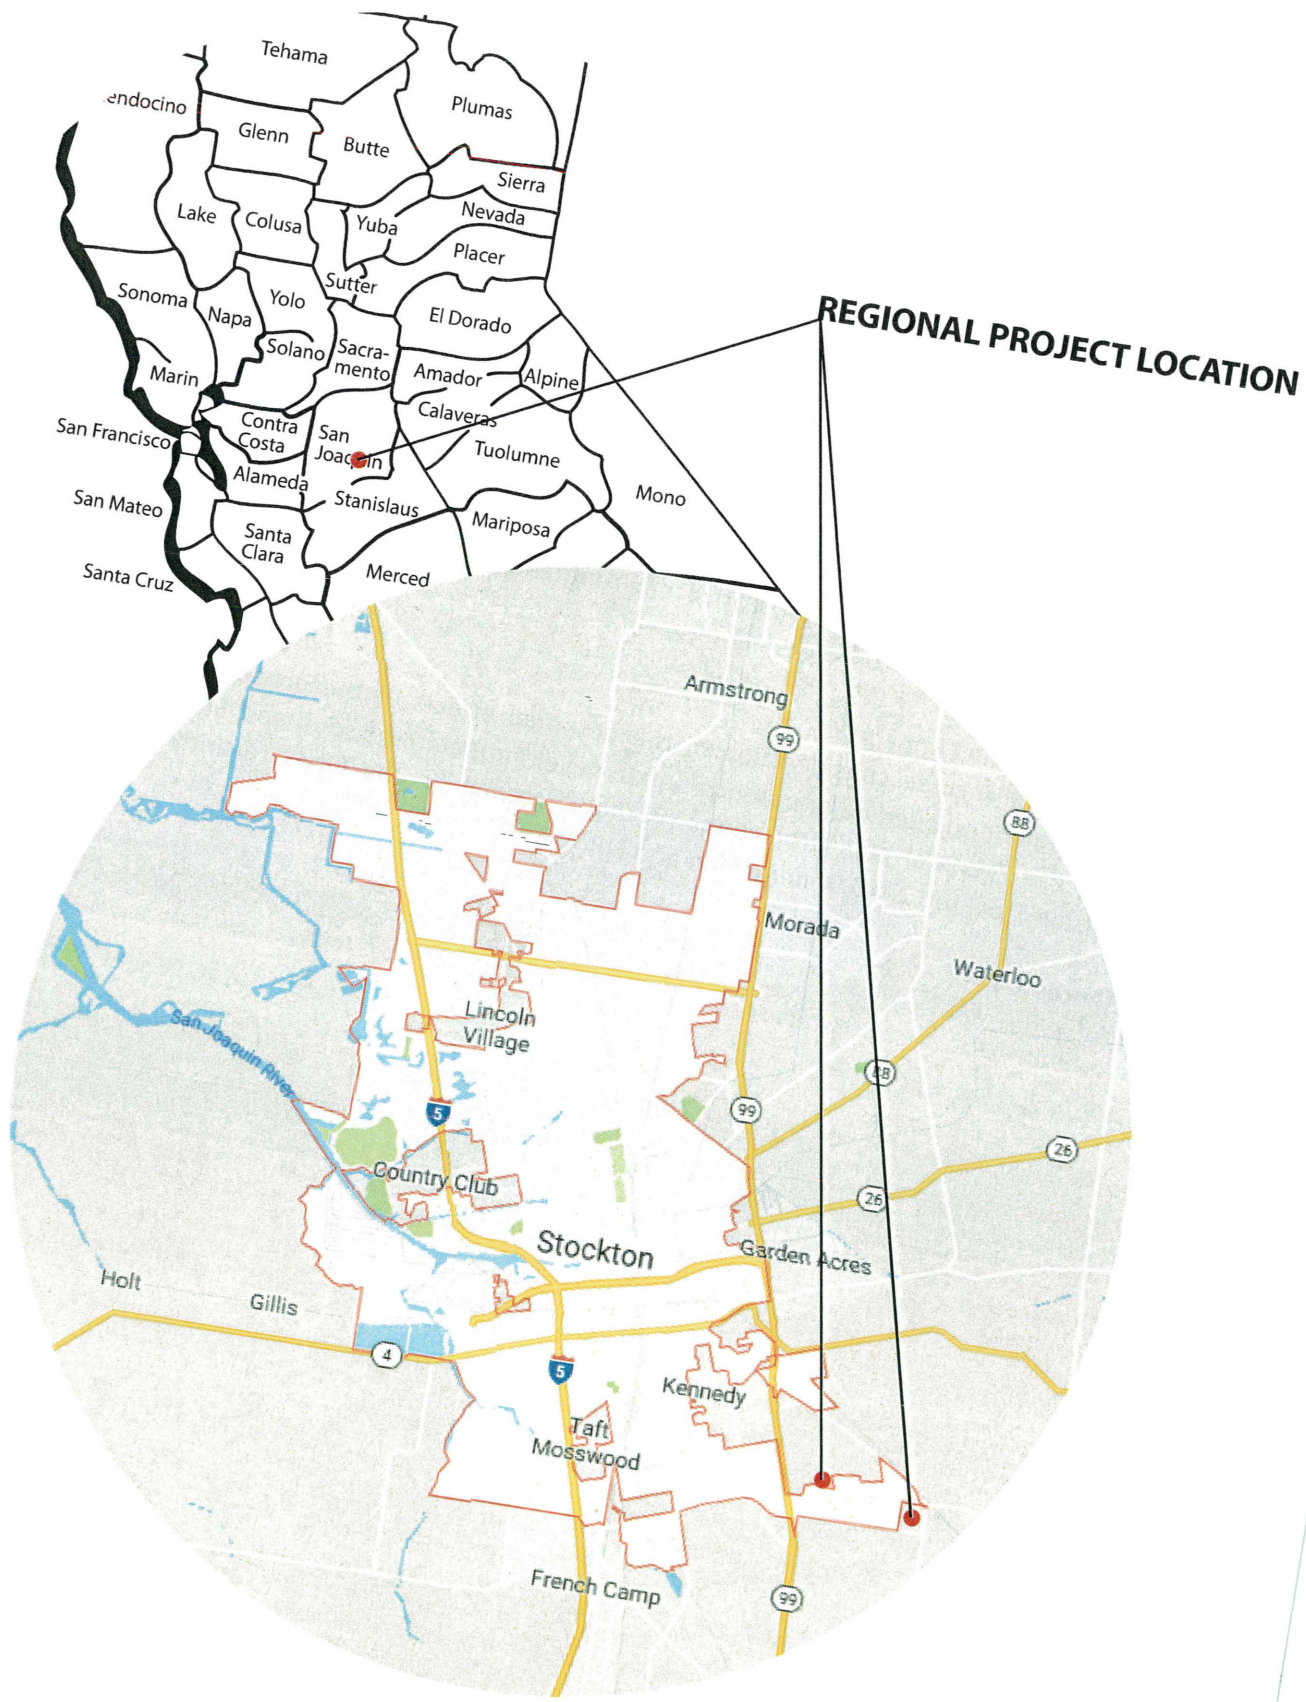 Tehama
endocino
Plumas
Glenn
Butte
Sierra
Lake
Colusa
Yuba
Nevada
Placer
Sutter
Sonoma
Napa
Yolo
El Dorado
REGIONAL PROJECT LOCATION
Solano
Sacra-
mento
Marin
Amador
Alpine
Calaveras
San Francisco
Contra
Costa
San
Joaquin
Tuolumne
Alameda
Mono
San Mateo
Stanislaus
Mariposa
Santa
Clara
Santa Cruz
Merced
Armstrong
99
88
Morada
Waterloo
Lincoln
Village
San Joaquin River
88
5
99
26
Country Club
26
Stockton
Garden Acres
Holt
Gillis
4
5
Kennedy
Taft
Mosswood
French Camp
99